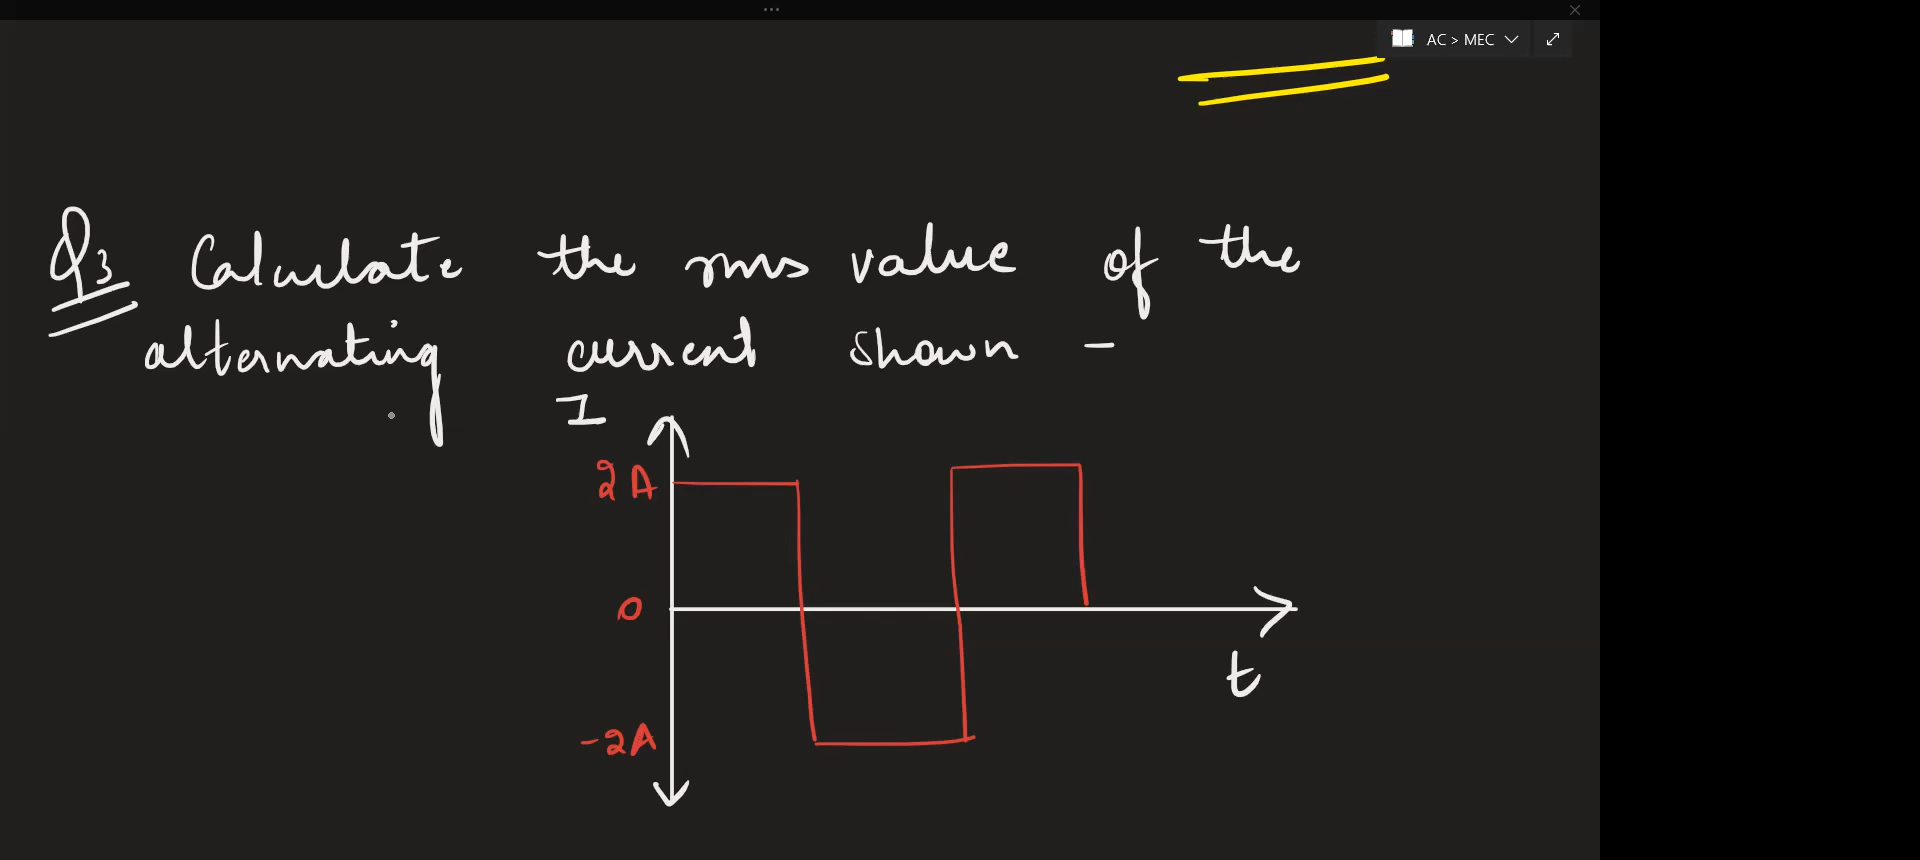 AC > MEC
Q3 Calculate the rms value of the
alternating current shown -
I
2A
0
t
-2A